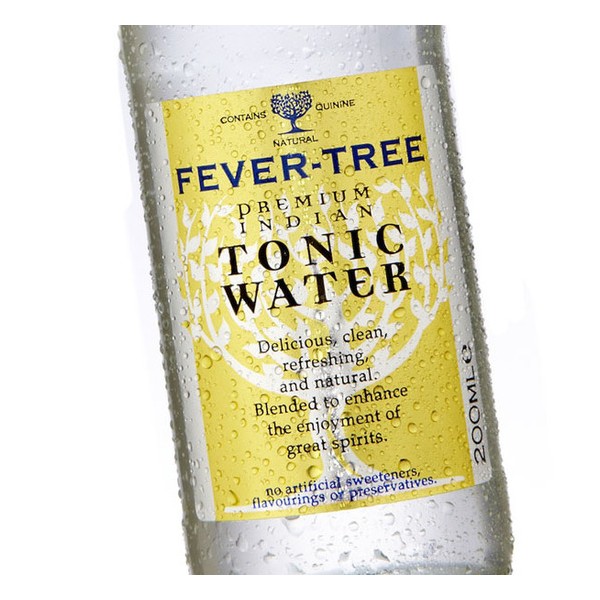 CONTAINS QUININE
NATURAL
FEVER-TREE
PREMIUM
INDIAN
TONIC
WATER
Delicious, clean,
refreshing,
and natural.
Blended to enhance
the enjoyment of
great spirits.
no artificial sweeteners,
flavourings or preservatives.
200ML℮